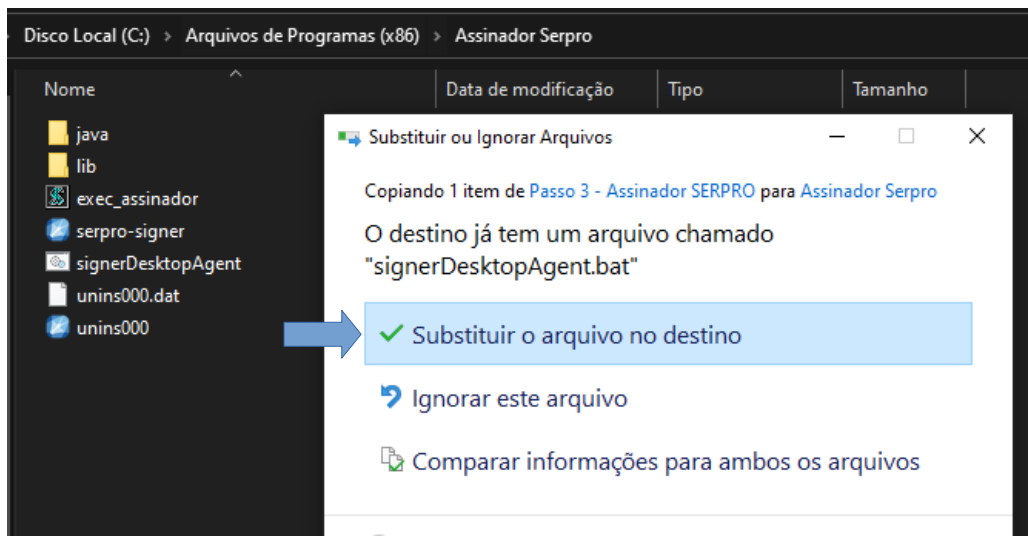 Disco Local (C:) > Arquivos de Programas (x86) > Assinador Serpro
Nome Data de modificação Tipo Tamanho
java
lib
exec_assinador
serpro-signer
signerDesktopAgent
unins000.dat
unins000
Substituir ou Ignorar Arquivos
Copiando 1 item de Passo 3 - Assinador SERPRO para Assinador Serpro
O destino já tem um arquivo chamado
"signerDesktopAgent.bat"
Substituir o arquivo no destino
Ignorar este arquivo
Comparar informações para ambos os arquivos